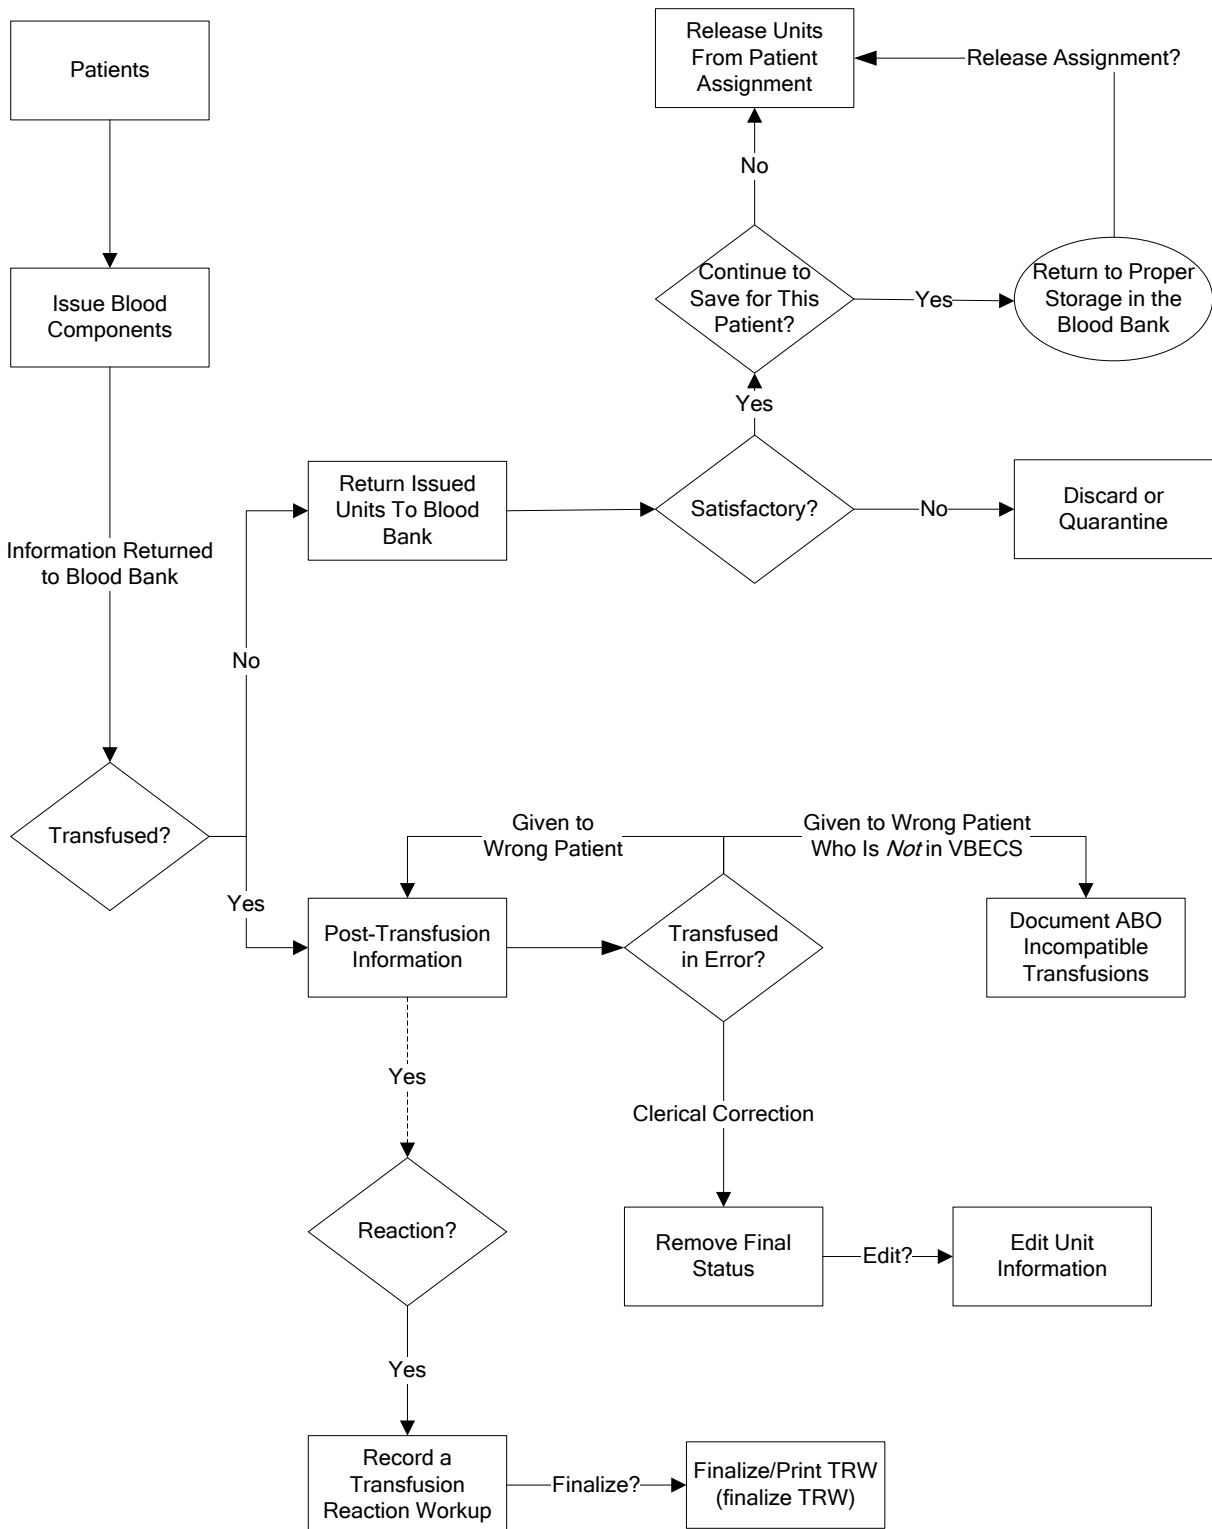 Patients
Release Units
From Patient
Assignment
Release Assignment?
No
Issue Blood
Components
Continue to
Save for This
Patient?
Yes
Return to Proper
Storage in the
Blood Bank
Yes
Return Issued
Units To Blood
Bank
Satisfactory?
No
Discard or
Quarantine
Information Returned
to Blood Bank
No
Transfused?
Yes
Given to
Wrong Patient
Given to Wrong Patient
Who Is Not in VBECS
Post-Transfusion
Information
Transfused
in Error?
Document ABO
Incompatible
Transfusions
Yes
Clerical Correction
Reaction?
Remove Final
Status
Edit?
Edit Unit
Information
Yes
Record a
Transfusion
Reaction Workup
Finalize?
Finalize/Print TRW
(finalize TRW)